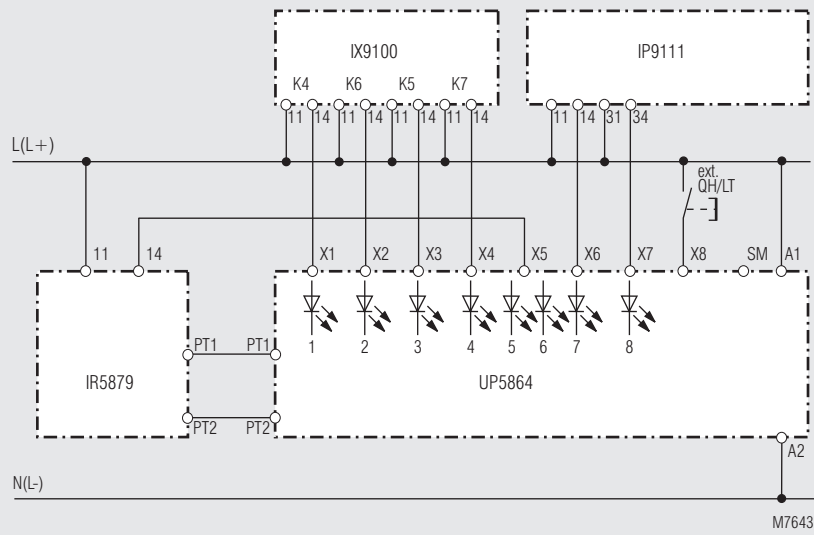 IX9100 IP9111
K4 K6 K5 K7
11 14 11 14 11 14 11 14 11 14 31 34
L(L+)
ext.
QH/LT
11 14 X1 X2 X3 X4 X5 X6 X7 X8 SM A1
1 2 3 4 5 6 7 8
PT1 PT1
IR5879 UP5864
PT2 PT2
A2
N(L-)
M7643